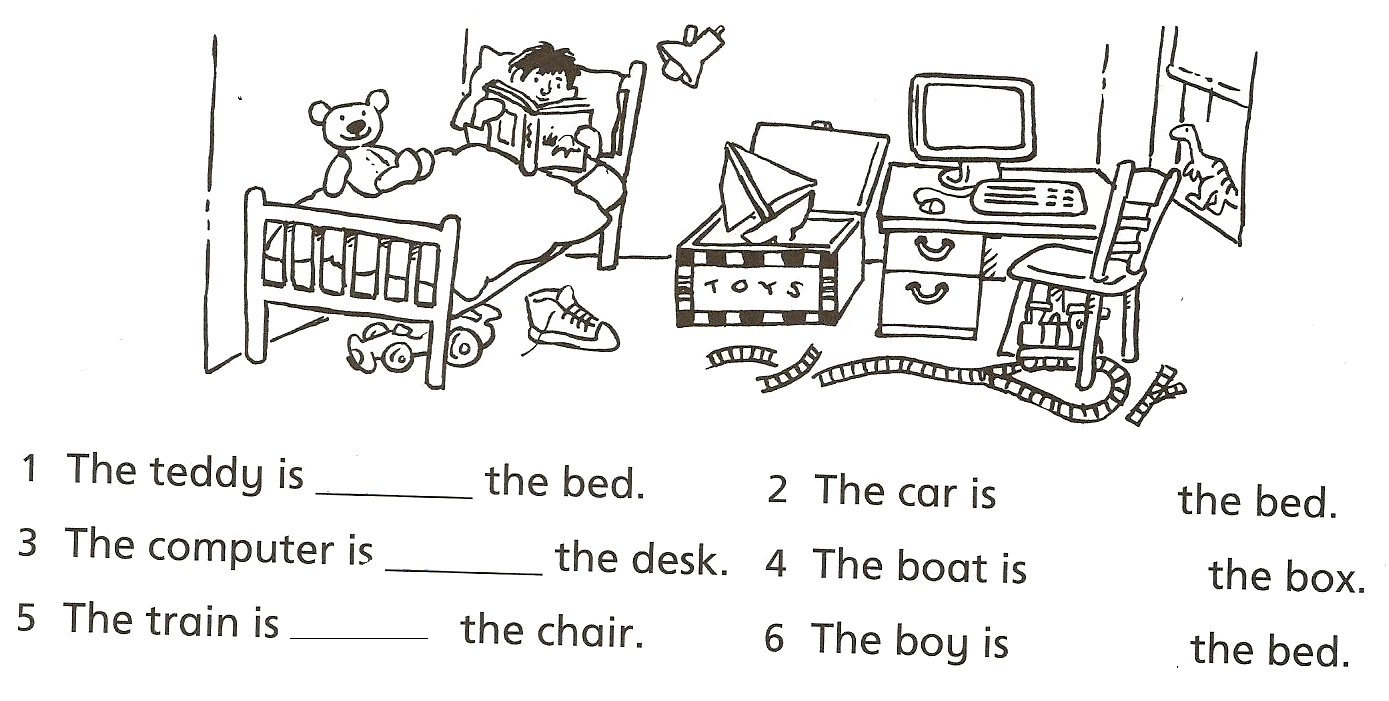 TOYS
1 The teddy is ________ the bed.
2 The car is the bed.
3 The computer is ________ the desk.
4 The boat is the box.
5 The train is _______ the chair.
6 The boy is the bed.